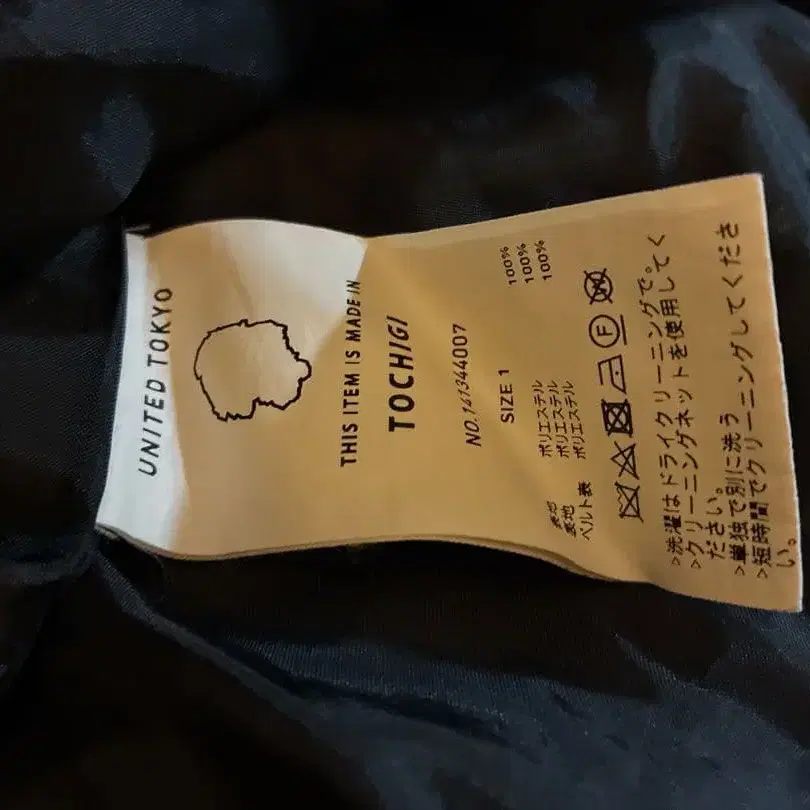 UNITED TOKYO
THIS ITEM IS MADE IN
TOCHIGI
NO.141344007
SIZE 1
表地 ポリエステル 100%
裏地 ポリエステル 100%
ベルト表 ポリエステル 100%
F
>洗濯はドライクリーニングで。
>クリーニングネットを使用してく
ださい。
>単独で別に洗う
>短時間でクリーニングしてくださ
い。